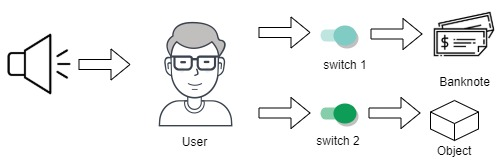 switch 1
$
Banknote
switch 2
User
Object